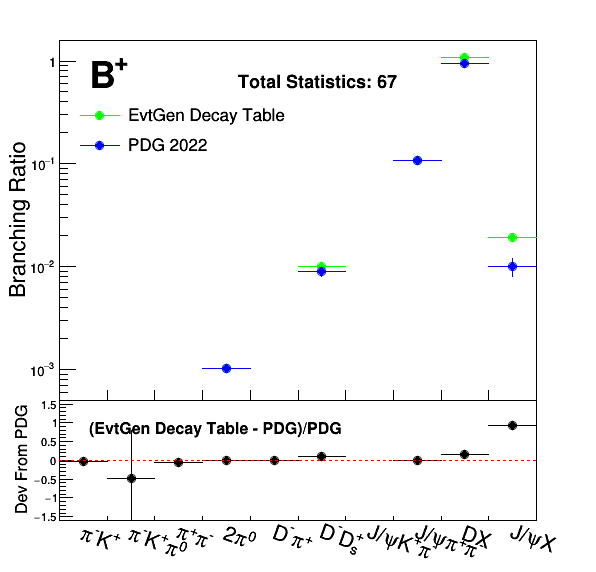 B⁺
Total Statistics: 67
EvtGen Decay Table
PDG 2022
Branching Ratio
1
10⁻¹
10⁻²
10⁻³
(EvtGen Decay Table - PDG)/PDG
Dev From PDG
1.5
1
0.5
0
−0.5
−1
−1.5
π⁻K⁺
π⁻K⁺π⁰
π⁺π⁻
2π⁰
D⁻π⁺
D⁻D⁺ₛ
J/ψK⁺π⁻
J/ψπ⁺π⁻
DX
J/ψX